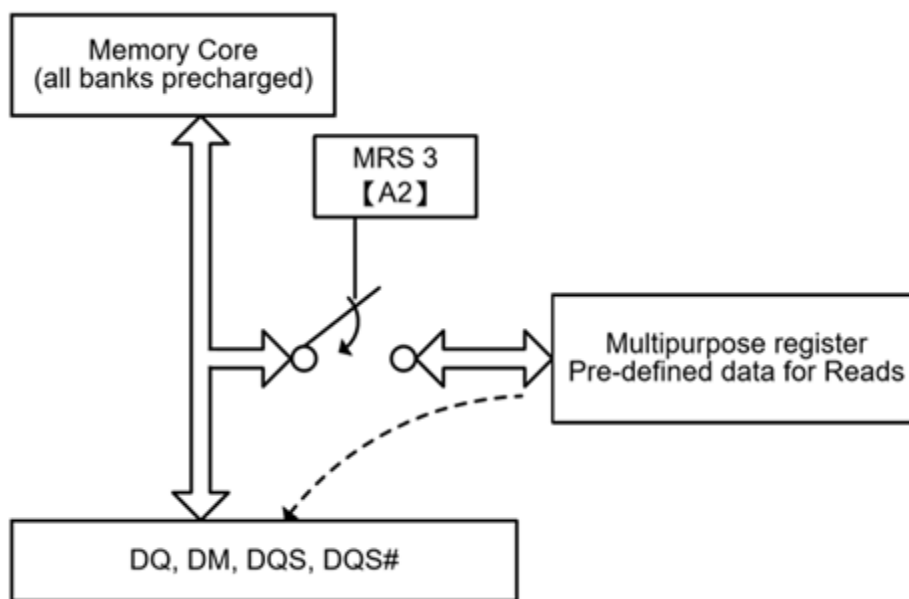 Memory Core
(all banks precharged)
MRS 3
【A2】
Multipurpose register
Pre-defined data for Reads
DQ, DM, DQS, DQS#